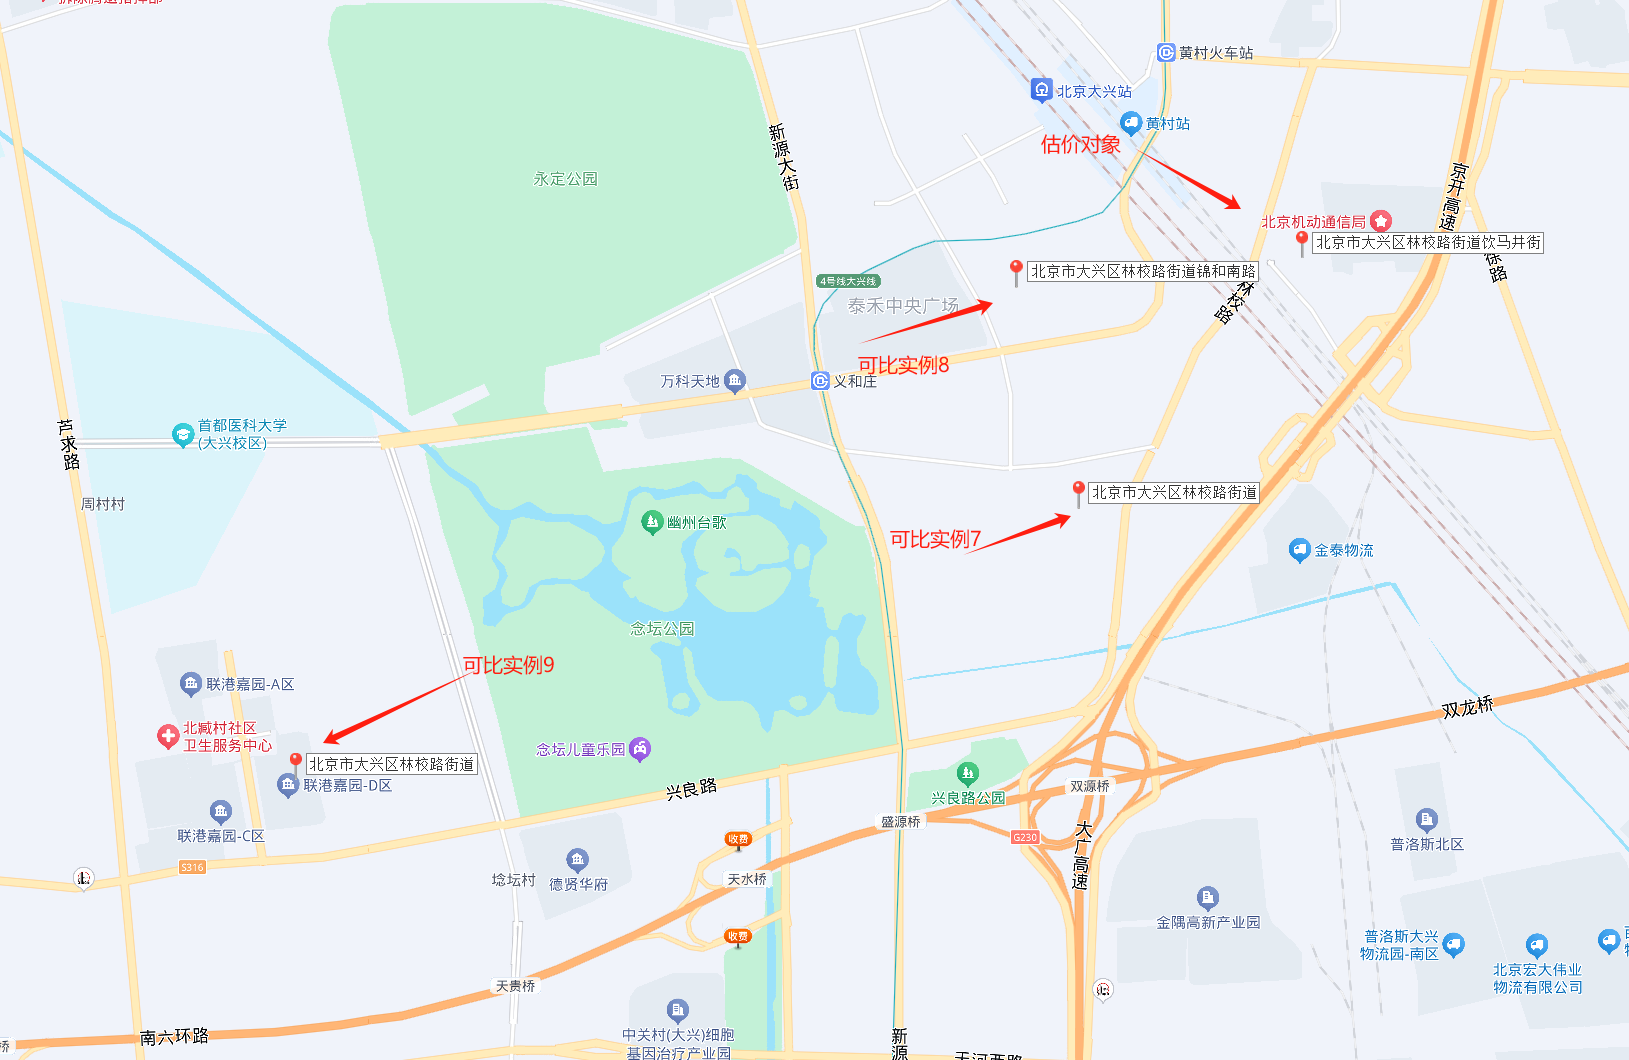 拆除腾退指挥部
黄村火车站
北京大兴站
黄村站
估价对象
新源大街
永定公园
京开高速
北京机动通信局
北京市大兴区林校路街道饮马井街
徐路
北京市大兴区林校路街道锦和南路
林校路
4号线大兴线
泰禾中央广场
可比实例8
万科天地
义和庄
首都医科大学
(大兴校区)
芦求路
周村村
北京市大兴区林校路街道
幽州台歌
可比实例7
金泰物流
念坛公园
可比实例9
联港嘉园-A区
北臧村社区
卫生服务中心
双龙桥
念坛儿童乐园
北京市大兴区林校路街道
联港嘉园-D区
兴良路
双源桥
兴良路公园
盛源桥
联港嘉园-C区
收费
G230
大广高速
普洛斯北区
S316
埝坛村
德贤华府
天水桥
金隅高新产业园
收费
普洛斯大兴
物流园-南区
北京宏大伟业
物流有限公司
天贵桥
南六环路
桥
中关村(大兴)细胞
基因治疗产业园
新源
天河西路